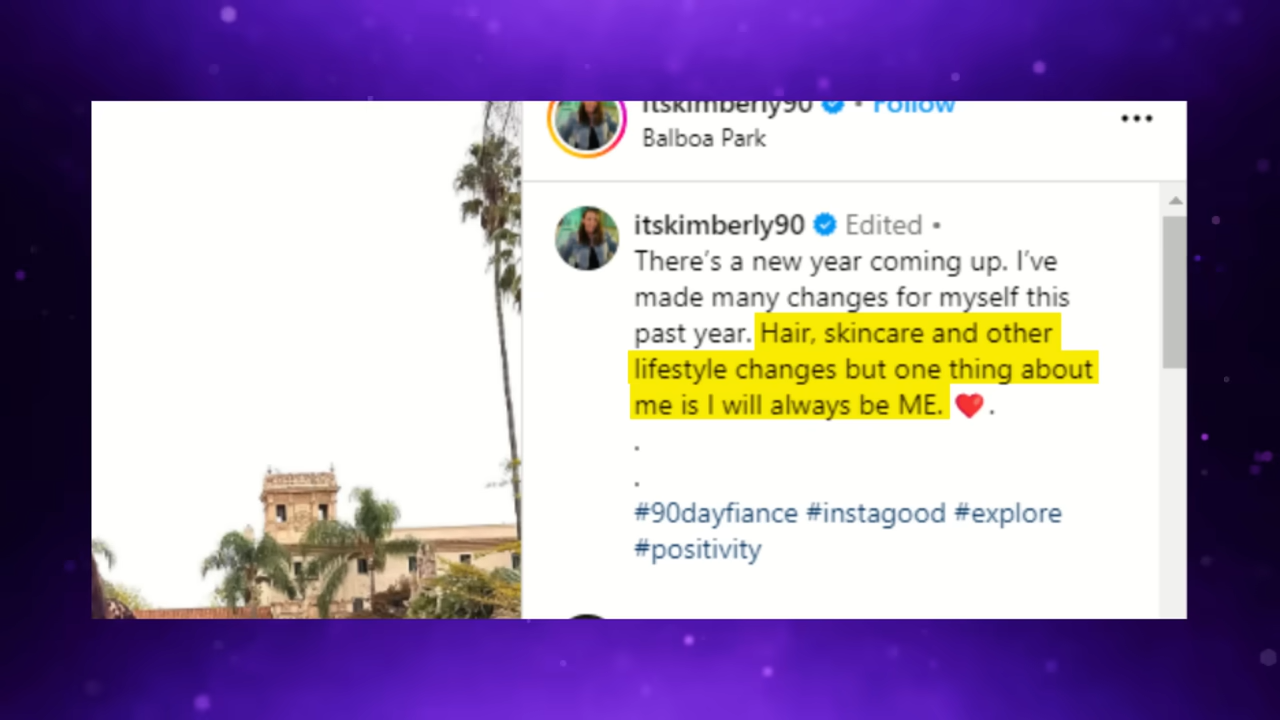 itskimberly90 • Follow
Balboa Park
itskimberly90 Edited •
There's a new year coming up. I've
made many changes for myself this
past year. Hair, skincare and other
lifestyle changes but one thing about
me is I will always be ME. ❤️ .
.
.
#90dayfiance #instagood #explore
#positivity